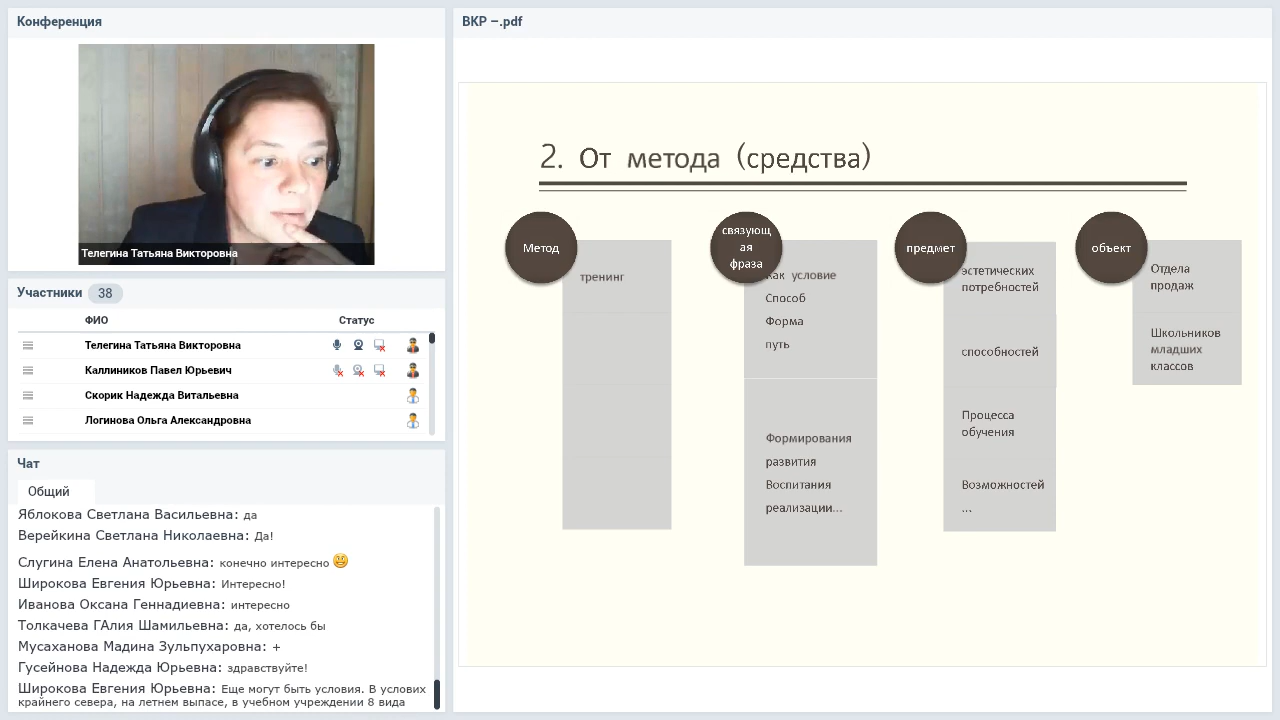 Конференция
Телегина Татьяна Викторовна
Участники 38
ФИО Статус
Телегина Татьяна Викторовна
Каллиников Павел Юрьевич
Скорик Надежда Витальевна
Логинова Ольга Александровна
Чат
Общий
Яблокова Светлана Васильевна: да
Верейкина Светлана Николаевна: Да!
Слугина Елена Анатольевна: конечно интересно
Широкова Евгения Юрьевна: Интересно!
Иванова Оксана Геннадиевна: интересно
Толкачева ГАлия Шамильевна: да, хотелось бы
Мусаханова Мадина Зульпухаровна: +
Гусейнова Надежда Юрьевна: здравствуйте!
Широкова Евгения Юрьевна: Еще могут быть условия. В услових
крайнего севера, на летнем выпасе, в учебном учреждении 8 вида
ВКР –.pdf
2. От метода (средства)
Метод
тренинг
связующ
ая
фраза
как условие
Способ
Форма
путь
Формирования
развития
Воспитания
реализации...
предмет
эстетических
потребностей
способностей
Процесса
обучения
Возможностей
...
объект
Отдела
продаж
Школьников
младших
классов